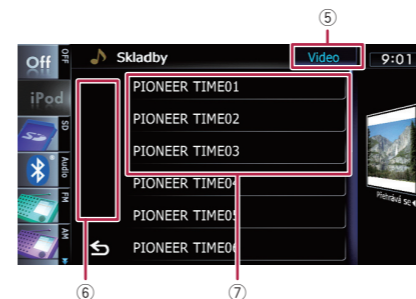 ⑤
Off
OFF
Skladby
Video
9:01
iPod
PIONEER TIME01
SD
PIONEER TIME02
Audio
PIONEER TIME03
FM
PIONEER TIME04
Přehrává se
AM
PIONEER TIME05
PIONEER TIME06
⑥
⑦